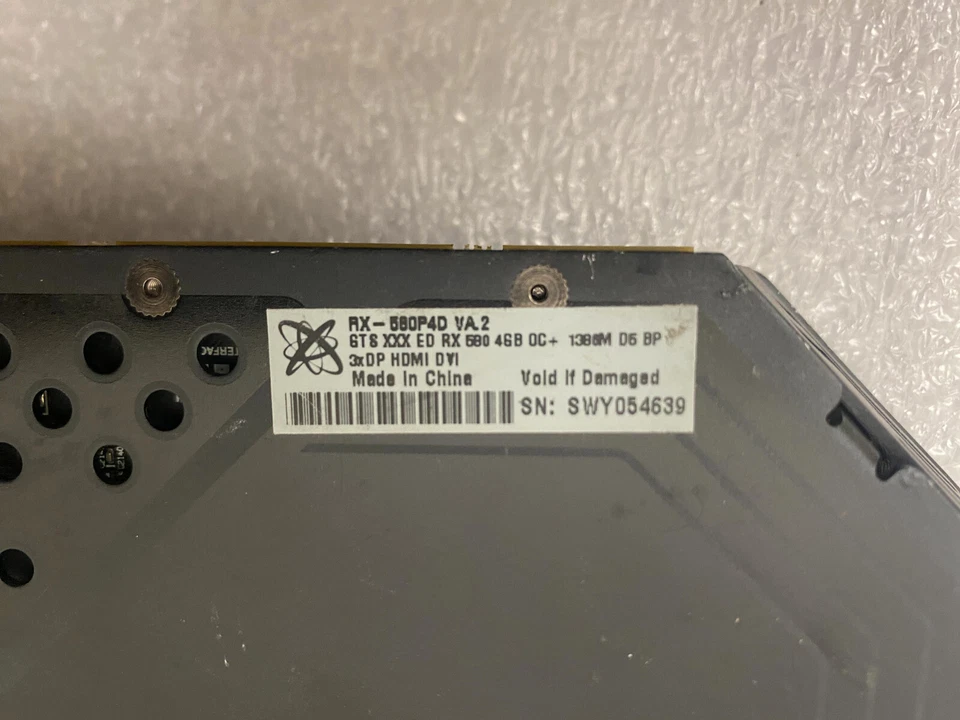 RX-580P4D VA.2
GTS XXX ED RX 580 4GB OC+ 1386M D5 BP
3xDP HDMI DVI
Made in China
Void If Damaged
SN: SWY054639
TERFAC